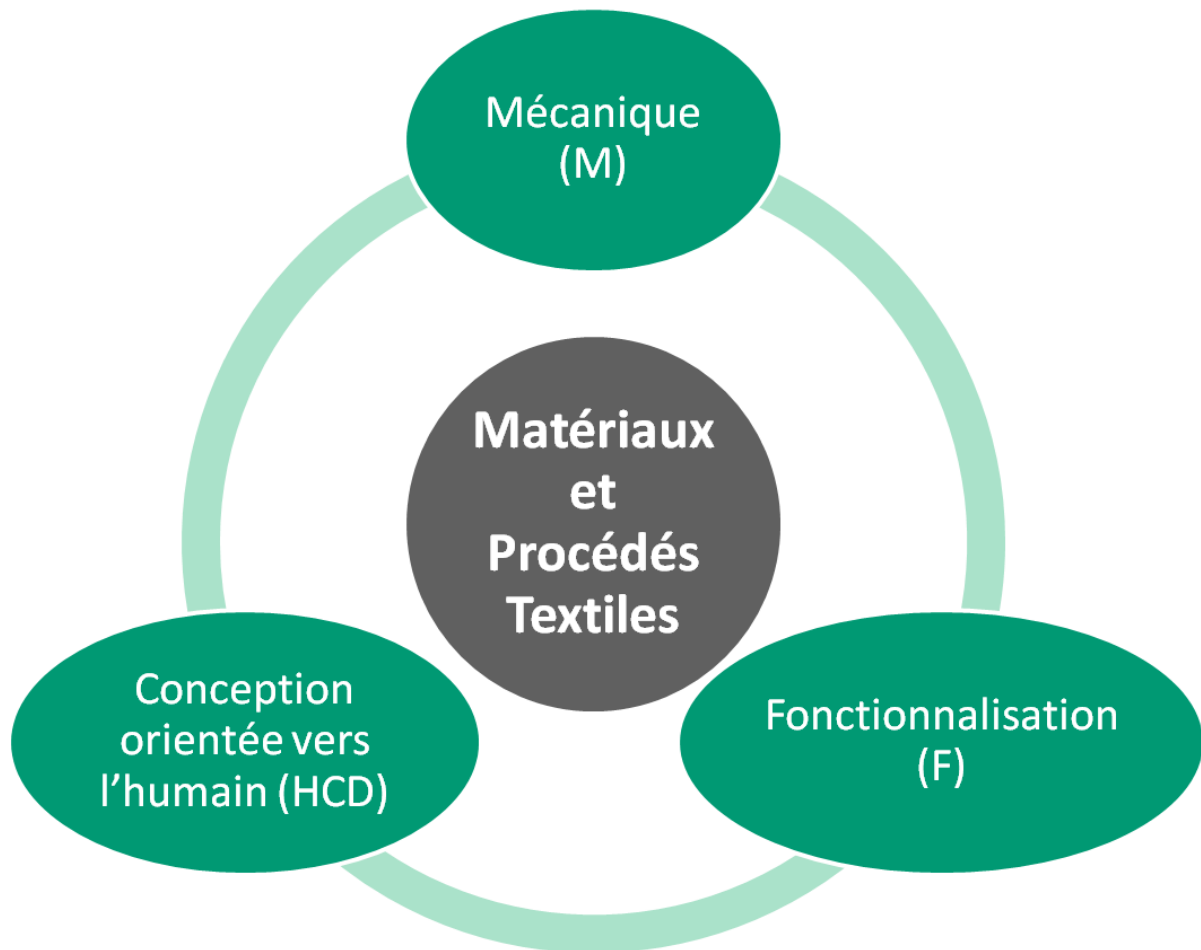 Mécanique
(M)
Matériaux
et
Procédés
Textiles
Conception
orientée vers
l’humain (HCD)
Fonctionnalisation
(F)